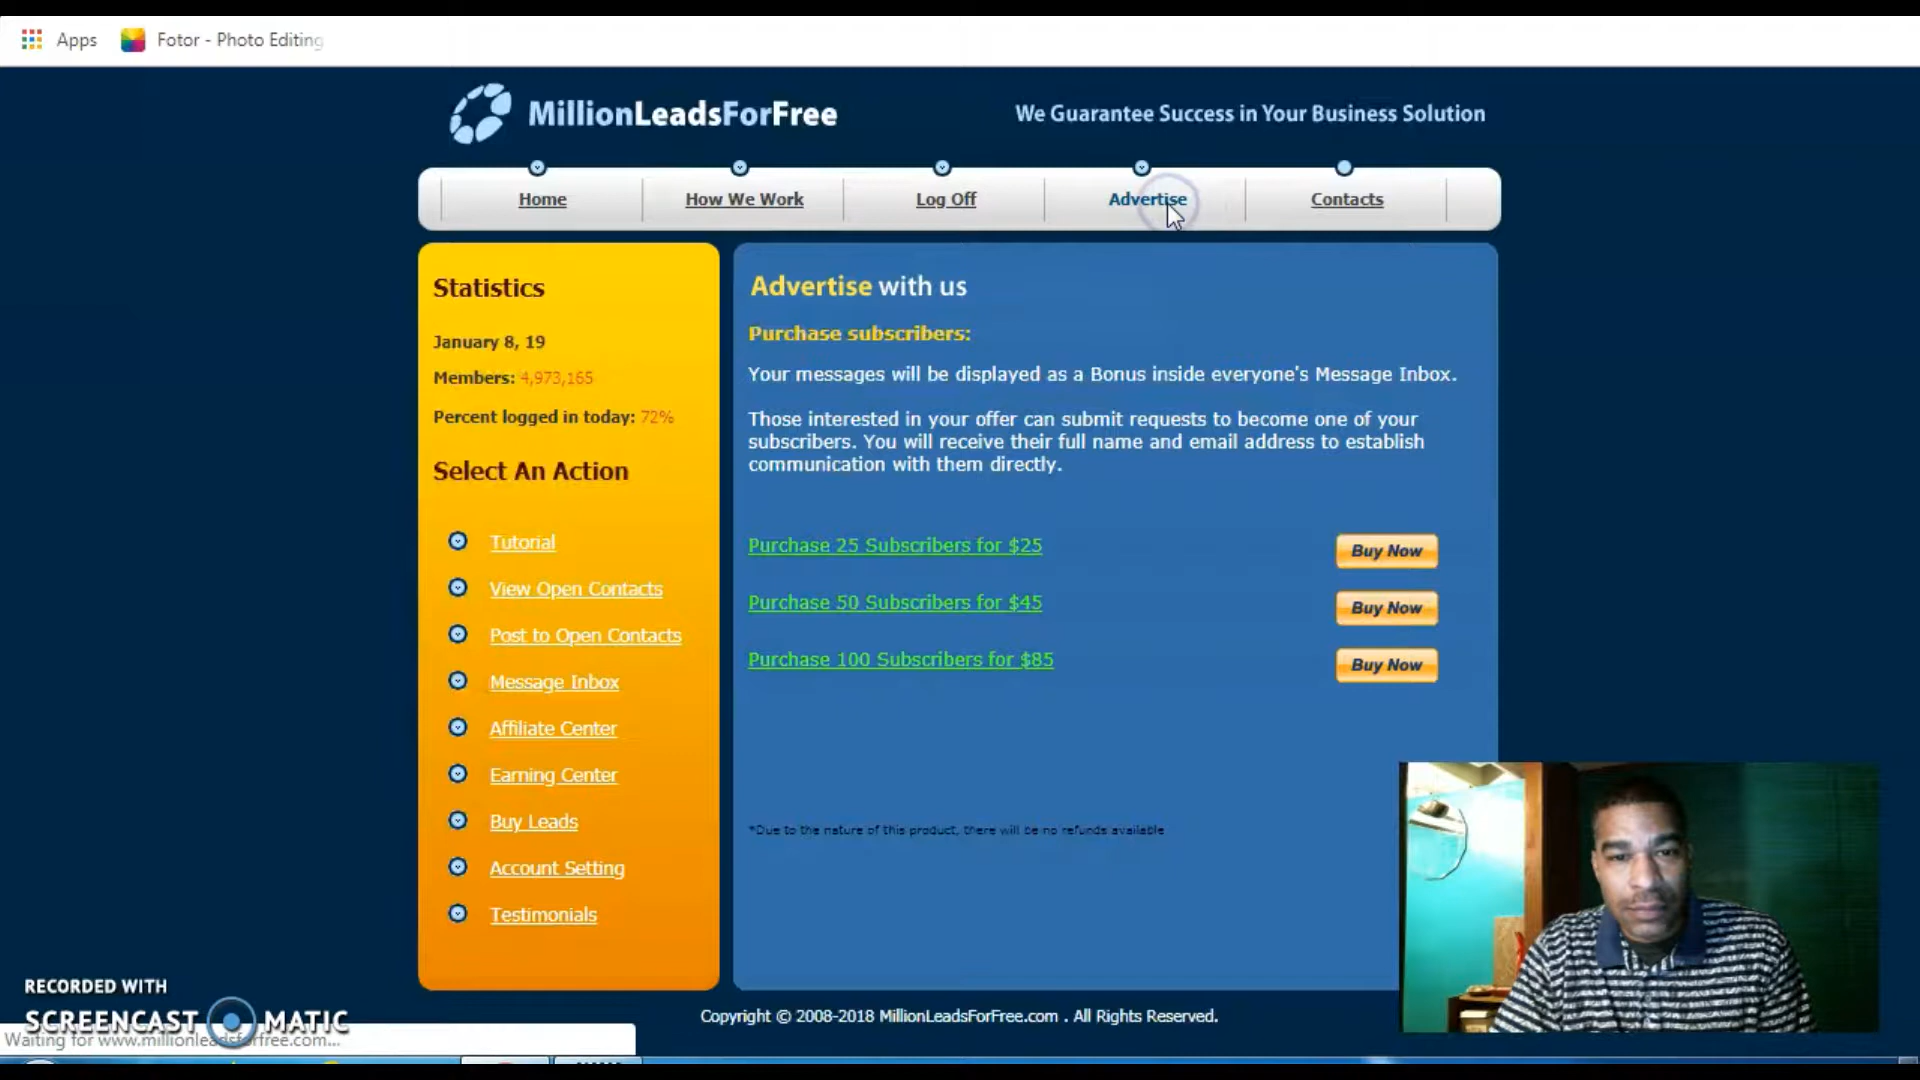 Apps Fotor - Photo Editing
MillionLeadsForFree
We Guarantee Success in Your Business Solution
Home How We Work Log Off Advertise Contacts
Statistics
January 8, 19
Members: 4,973,165
Percent logged in today: 72%
Select An Action
Tutorial
View Open Contacts
Post to Open Contacts
Message Inbox
Affiliate Center
Earning Center
Buy Leads
Account Setting
Testimonials
Advertise with us
Purchase subscribers:
Your messages will be displayed as a Bonus inside everyone's Message Inbox.
Those interested in your offer can submit requests to become one of your
subscribers. You will receive their full name and email address to establish
communication with them directly.
Purchase 25 Subscribers for $25 Buy Now
Purchase 50 Subscribers for $45 Buy Now
Purchase 100 Subscribers for $85 Buy Now
*Due to the nature of this product, there will be no refunds available
Copyright © 2008-2018 MillionLeadsForFree.com . All Rights Reserved.
RECORDED WITH
SCREENCAST MATIC
Waiting for www.millionleadsforfree.com...